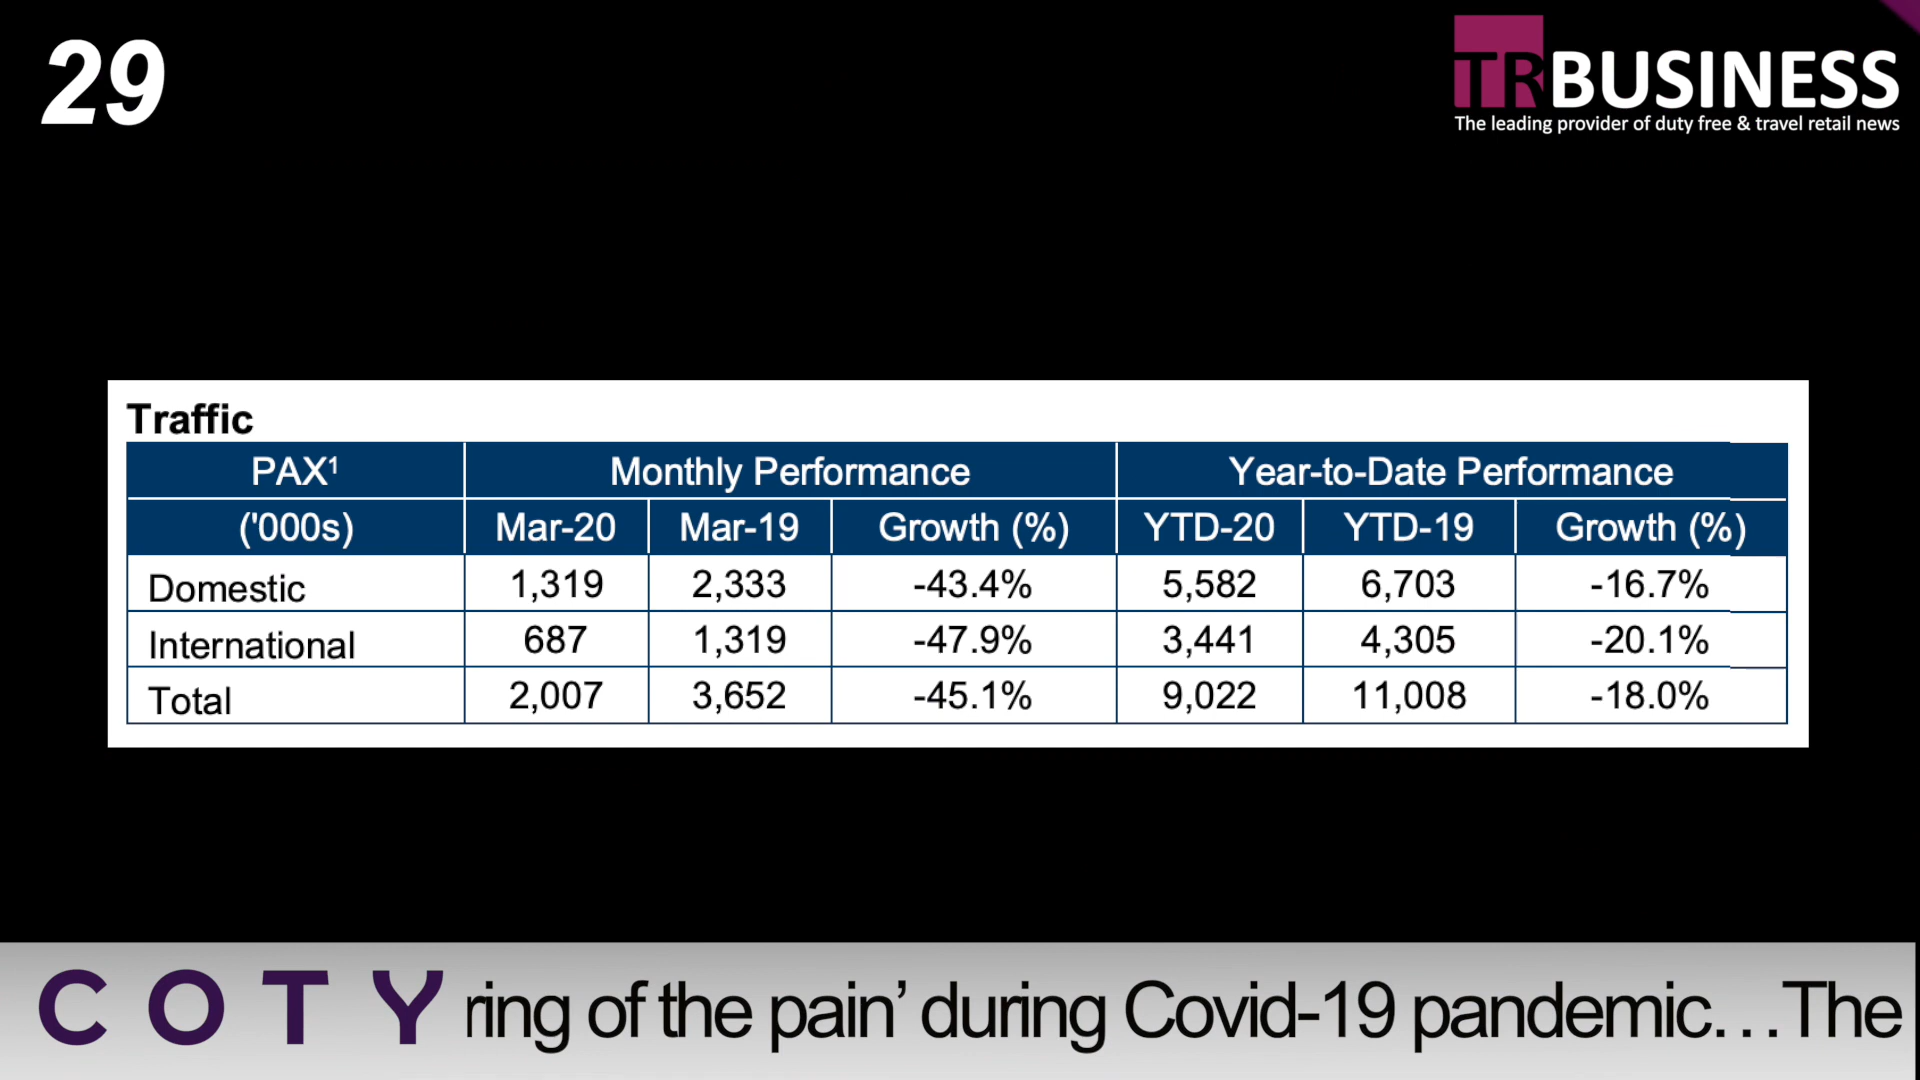 29
TRBUSINESS
The leading provider of duty free & travel retail news
Traffic
PAX¹ Monthly Performance Year-to-Date Performance
('000s) Mar-20 Mar-19 Growth (%) YTD-20 YTD-19 Growth (%)
Domestic 1,319 2,333 -43.4% 5,582 6,703 -16.7%
International 687 1,319 -47.9% 3,441 4,305 -20.1%
Total 2,007 3,652 -45.1% 9,022 11,008 -18.0%
COTY ring of the pain’ during Covid-19 pandemic…The